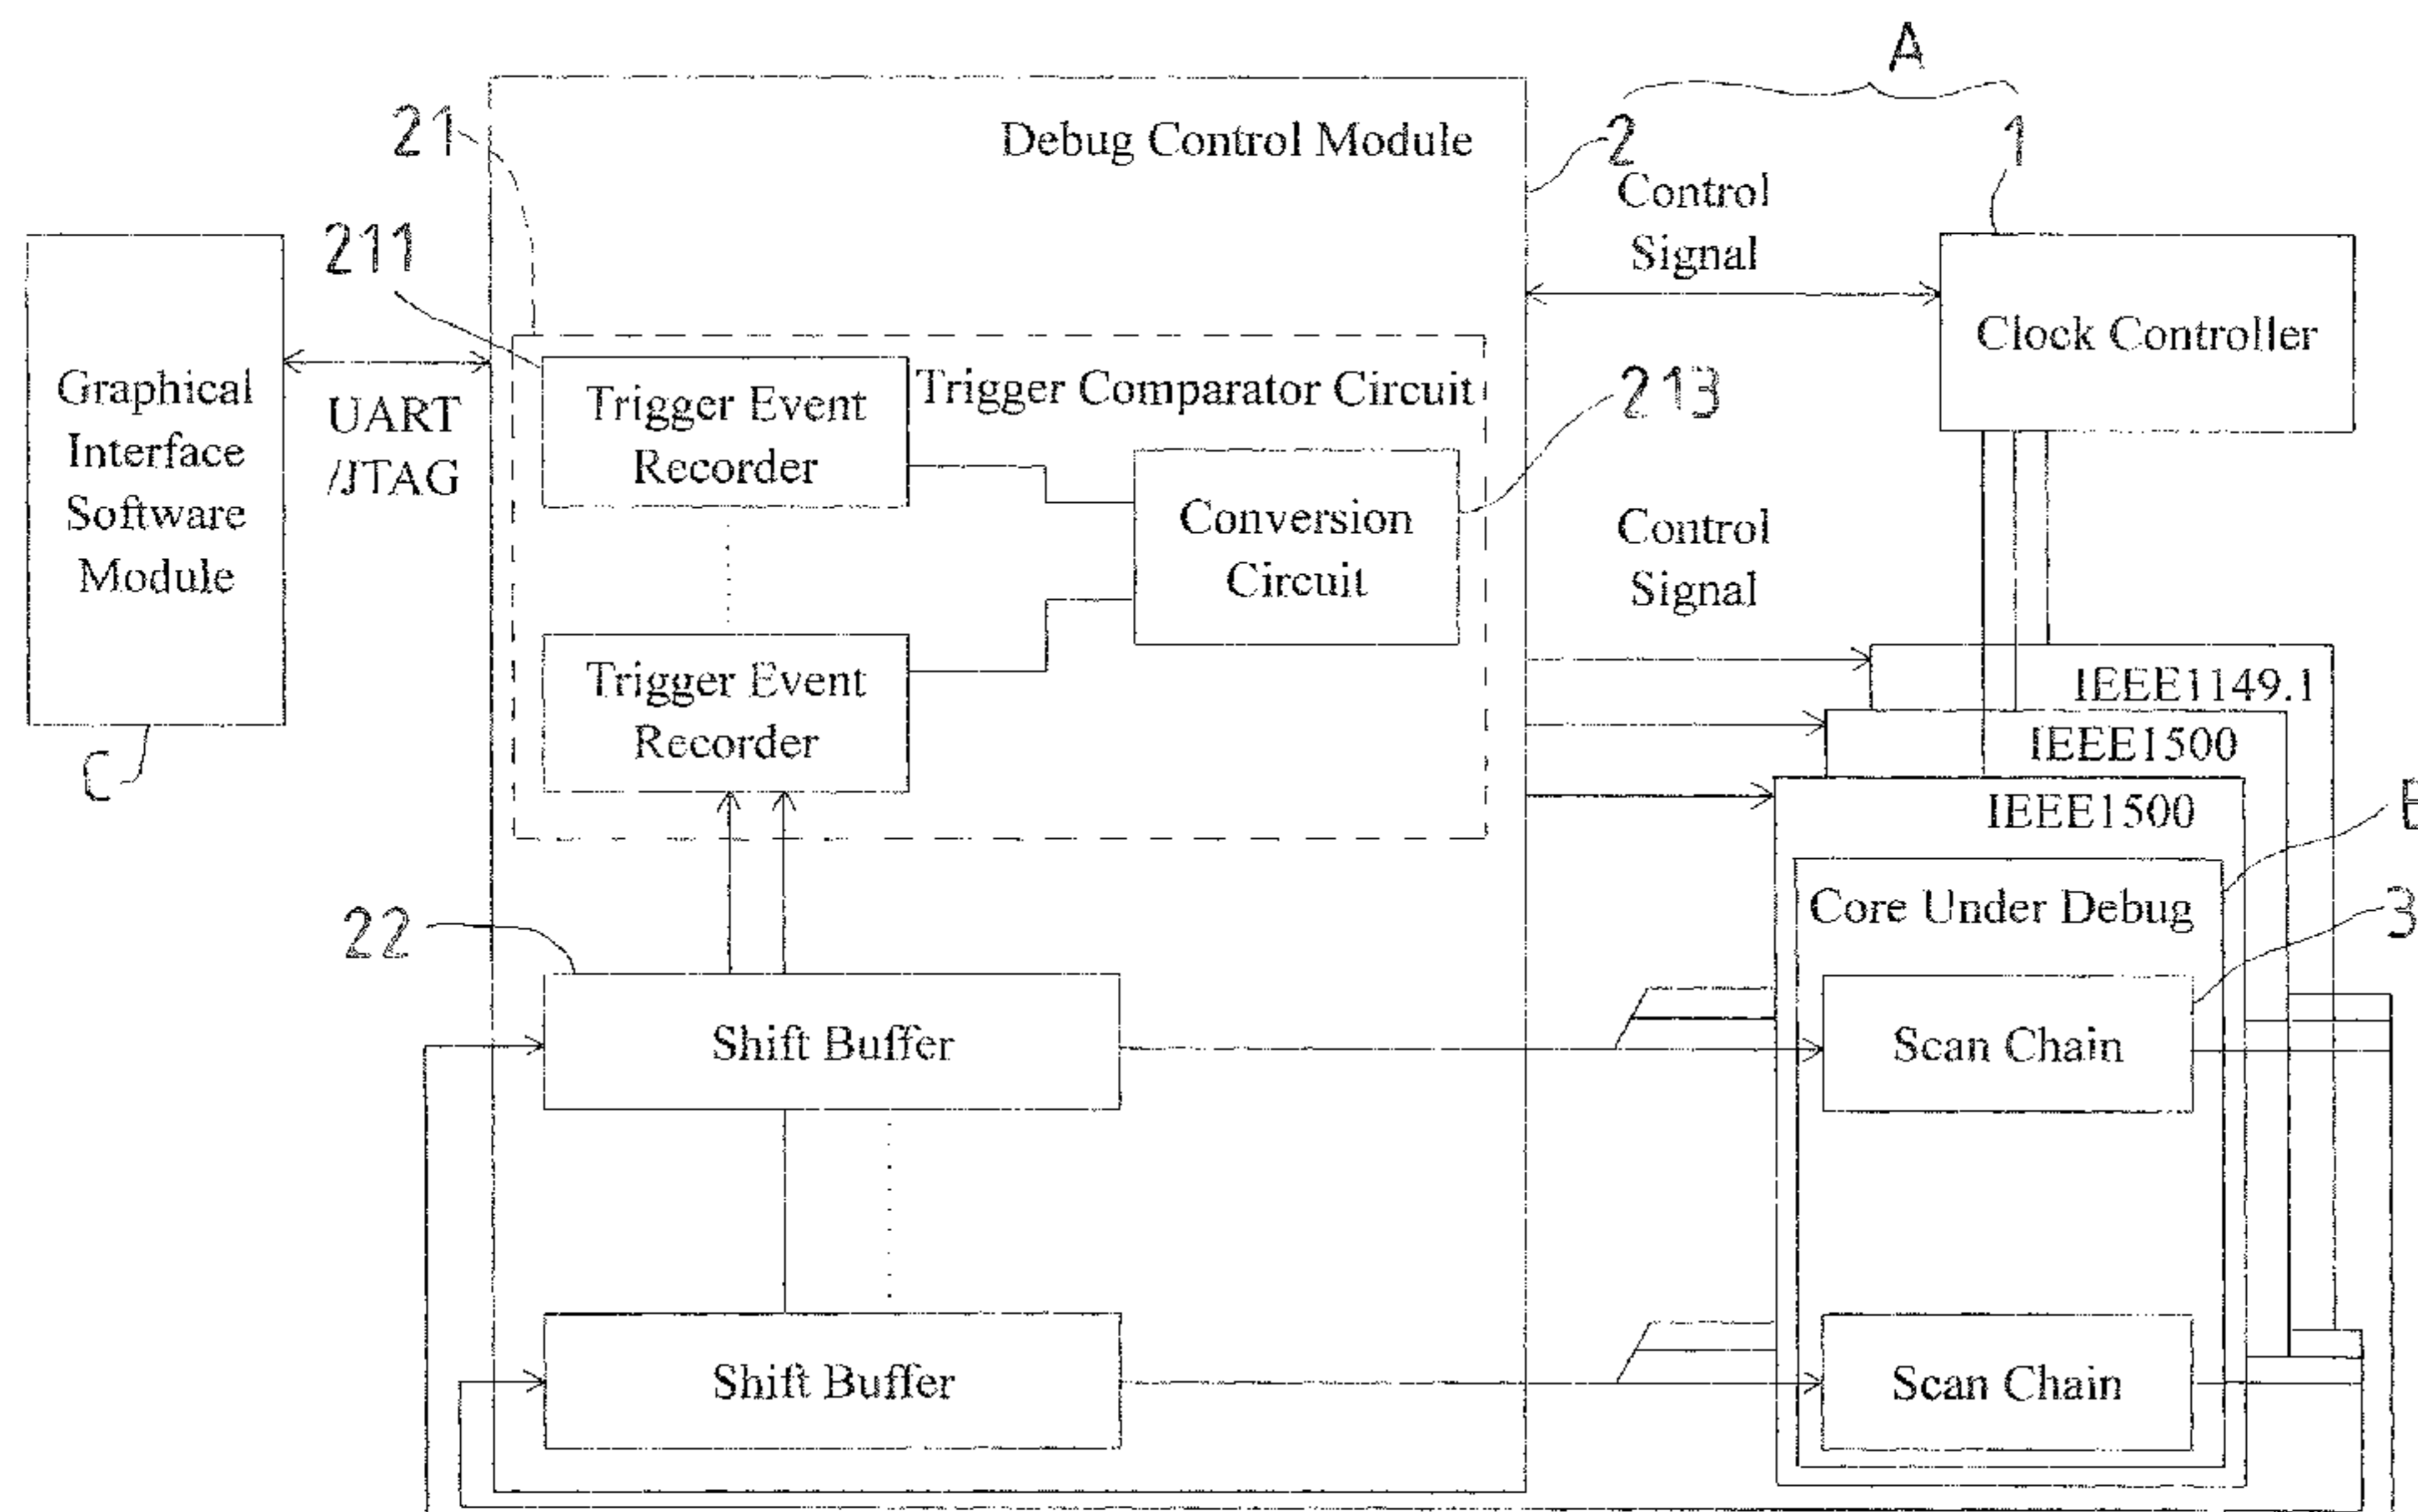 A
21
Debug Control Module
2
1
Control
Signal
211
Clock Controller
Graphical
Interface
Software
Module
UART
/JTAG
Trigger Event
Recorder
Trigger Comparator Circuit
213
Conversion
Circuit
Control
Signal
Trigger Event
Recorder
IEEE1149.1
IEEE1500
IEEE1500
C
B
Core Under Debug
3
22
Shift Buffer
Scan Chain
Shift Buffer
Scan Chain